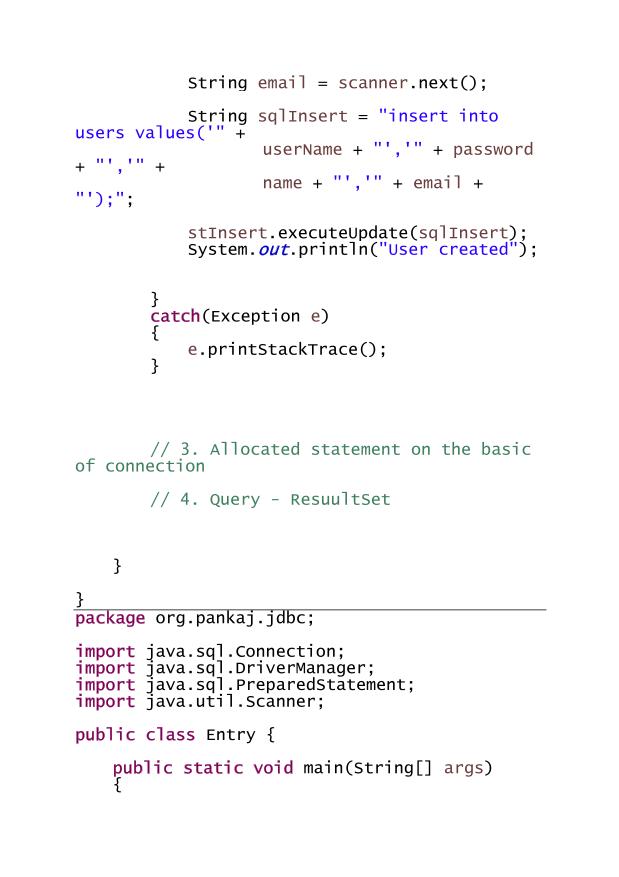 String email = scanner.next();
String sqlInsert = "insert into
users values('" +
userName + "','" + password
+ "','" +
name + "','" + email +
"');";
stInsert.executeUpdate(sqlInsert);
System.out.println("User created");
}
catch(Exception e)
{
e.printStackTrace();
}
// 3. Allocated statement on the basic
of connection
// 4. Query - ResuultSet
}
}
package org.pankaj.jdbc;
import java.sql.Connection;
import java.sql.DriverManager;
import java.sql.PreparedStatement;
import java.util.Scanner;
public class Entry {
public static void main(String[] args)
{